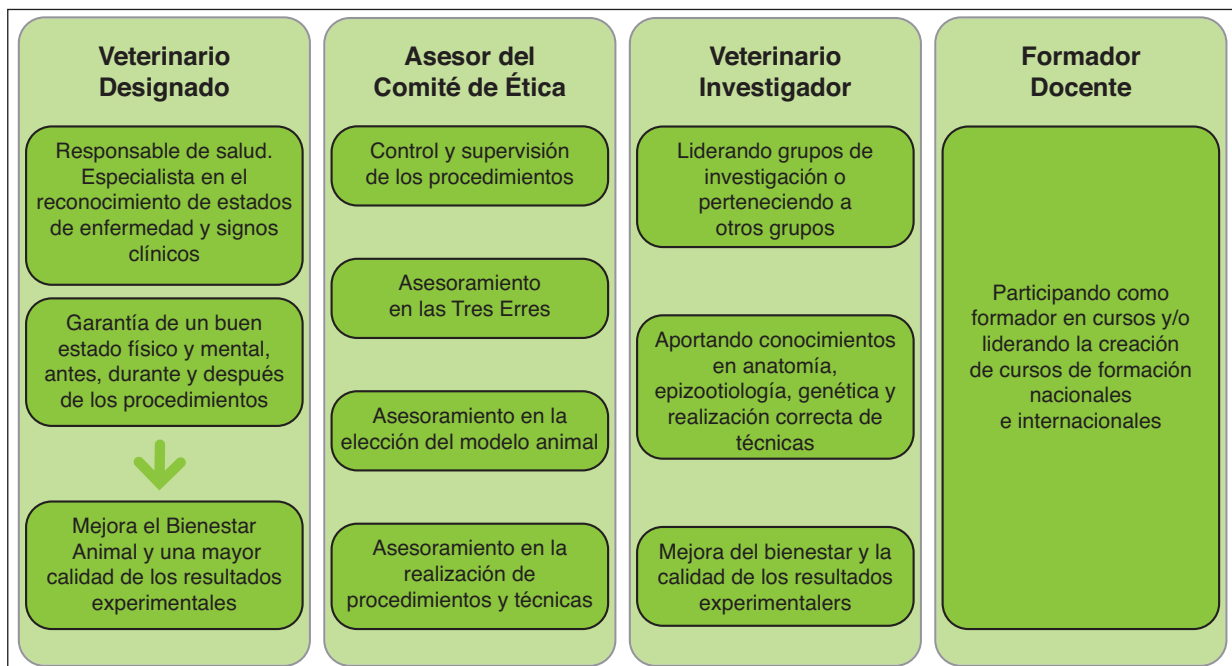 Veterinario
Designado
Responsable de salud.
Especialista en el
reconocimiento de estados
de enfermedad y signos
clínicos
Garantía de un buen
estado físico y mental,
antes, durante y después
de los procedimientos
Mejora el Bienestar
Animal y una mayor
calidad de los resultados
experimentales
Asesor del
Comité de Ética
Control y supervisión
de los procedimientos
Asesoramiento
en las Tres Erres
Asesoramiento en la
elección del modelo animal
Asesoramiento en la
realización de
procedimientos y técnicas
Veterinario
Investigador
Liderando grupos de
investigación o
perteneciendo a
otros grupos
Aportando conocimientos
en anatomía,
epizootiología, genética y
realización correcta de
técnicas
Mejora del bienestar y la
calidad de los resultados
experimentalers
Formador
Docente
Participando como
formador en cursos y/o
liderando la creación
de cursos de formación
nacionales
e internacionales